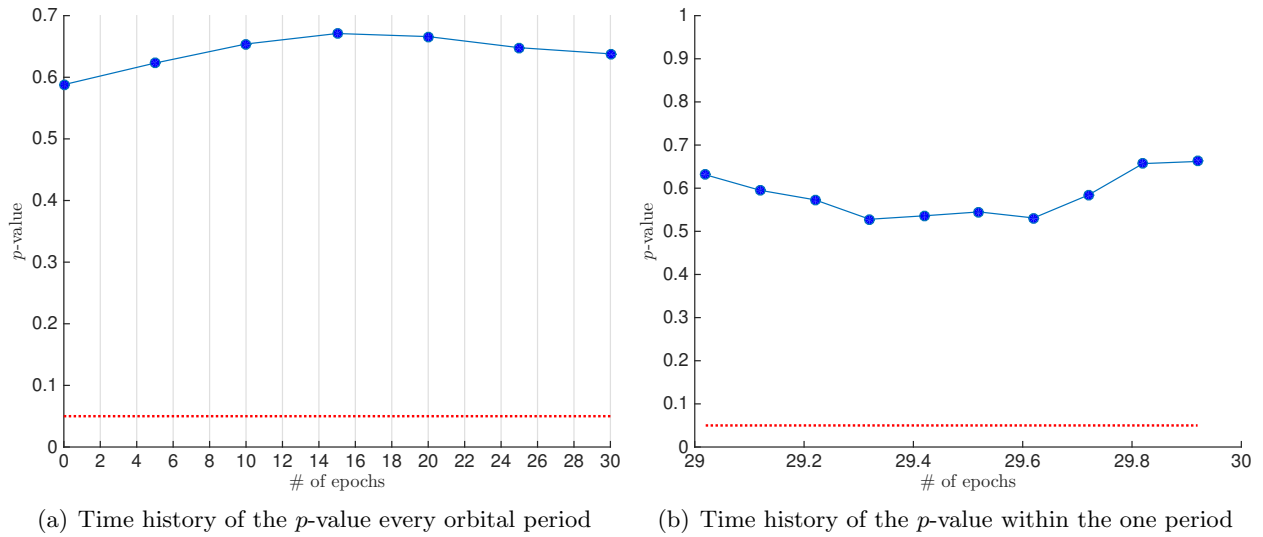 0.7
0.6
0.5
0.4
0.3
0.2
0.1
0
p-value
0 2 4 6 8 10 12 14 16 18 20 22 24 26 28 30
# of epochs
(a) Time history of the p-value every orbital period
1
0.9
0.8
0.7
0.6
0.5
0.4
0.3
0.2
0.1
0
p-value
29 29.2 29.4 29.6 29.8 30
# of epochs
(b) Time history of the p-value within the one period